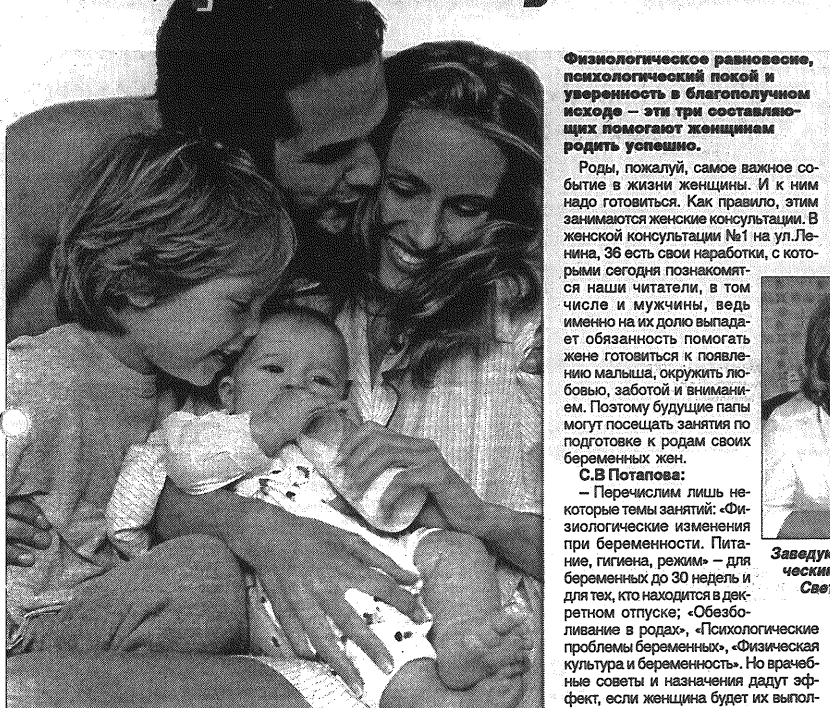 Физиологическое равновесие,
психологический покой и
уверенность в благополучном
исходе – эти три составляю-
щих помогают женщинам
родить успешно.
Роды, пожалуй, самое важное со-
бытие в жизни женщины. И к ним
надо готовиться. Как правило, этим
занимаются женские консультации. В
женской консультации №1 на ул.Ле-
нина, 36 есть свои наработки, с кото-
рыми сегодня познакомят-
ся наши читатели, в том
числе и мужчины, ведь
именно на их долю выпада-
ет обязанность помогать
жене готовиться к появле-
нию малыша, окружить лю-
бовью, заботой и внимани-
ем. Поэтому будущие папы
могут посещать занятия по
подготовке к родам своих
беременных жен.
С.В Потапова:
– Перечислим лишь не-
которые темы занятий: «Фи-
зиологические изменения
при беременности. Пита-
ние, гигиена, режим» – для
беременных до 30 недель и
для тех, кто находится в дек-
ретном отпуске; «Обезбо-
ливание в родах», «Психологические
проблемы беременных», «Физическая
культура и беременность». Но врачеб-
ные советы и назначения дадут эф-
фект, если женщина будет их выпол-
Заведую
ческим
Свет